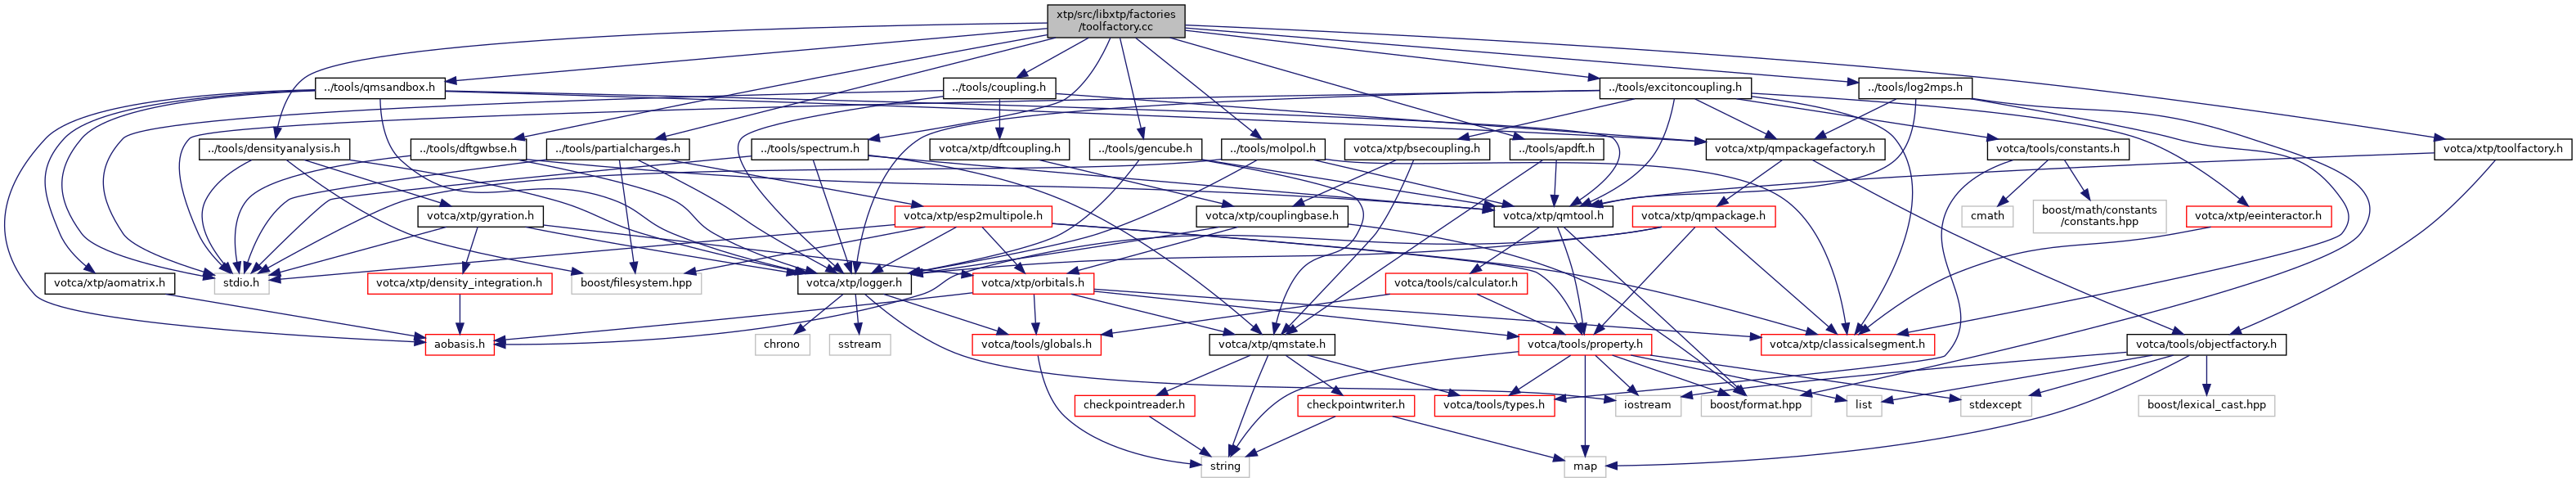 xtp/src/libxtp/factories
/toolfactory.cc
../tools/qmsandbox.h
../tools/coupling.h
../tools/excitoncoupling.h
../tools/log2mps.h
../tools/densityanalysis.h
../tools/dftgwbse.h
../tools/partialcharges.h
../tools/spectrum.h
votca/xtp/dftcoupling.h
../tools/gencube.h
../tools/molpol.h
votca/xtp/bsecoupling.h
../tools/apdft.h
votca/xtp/qmpackagefactory.h
votca/tools/constants.h
votca/xtp/toolfactory.h
votca/xtp/gyration.h
votca/xtp/esp2multipole.h
votca/xtp/couplingbase.h
votca/xtp/qmtool.h
votca/xtp/qmpackage.h
cmath
boost/math/constants
/constants.hpp
votca/xtp/eeinteractor.h
votca/xtp/aomatrix.h
stdio.h
votca/xtp/density_integration.h
boost/filesystem.hpp
votca/xtp/logger.h
votca/xtp/orbitals.h
votca/tools/calculator.h
aobasis.h
chrono
sstream
votca/tools/globals.h
votca/xtp/qmstate.h
votca/tools/property.h
votca/xtp/classicalsegment.h
votca/tools/objectfactory.h
checkpointreader.h
checkpointwriter.h
votca/tools/types.h
iostream
boost/format.hpp
list
stdexcept
boost/lexical_cast.hpp
string
map